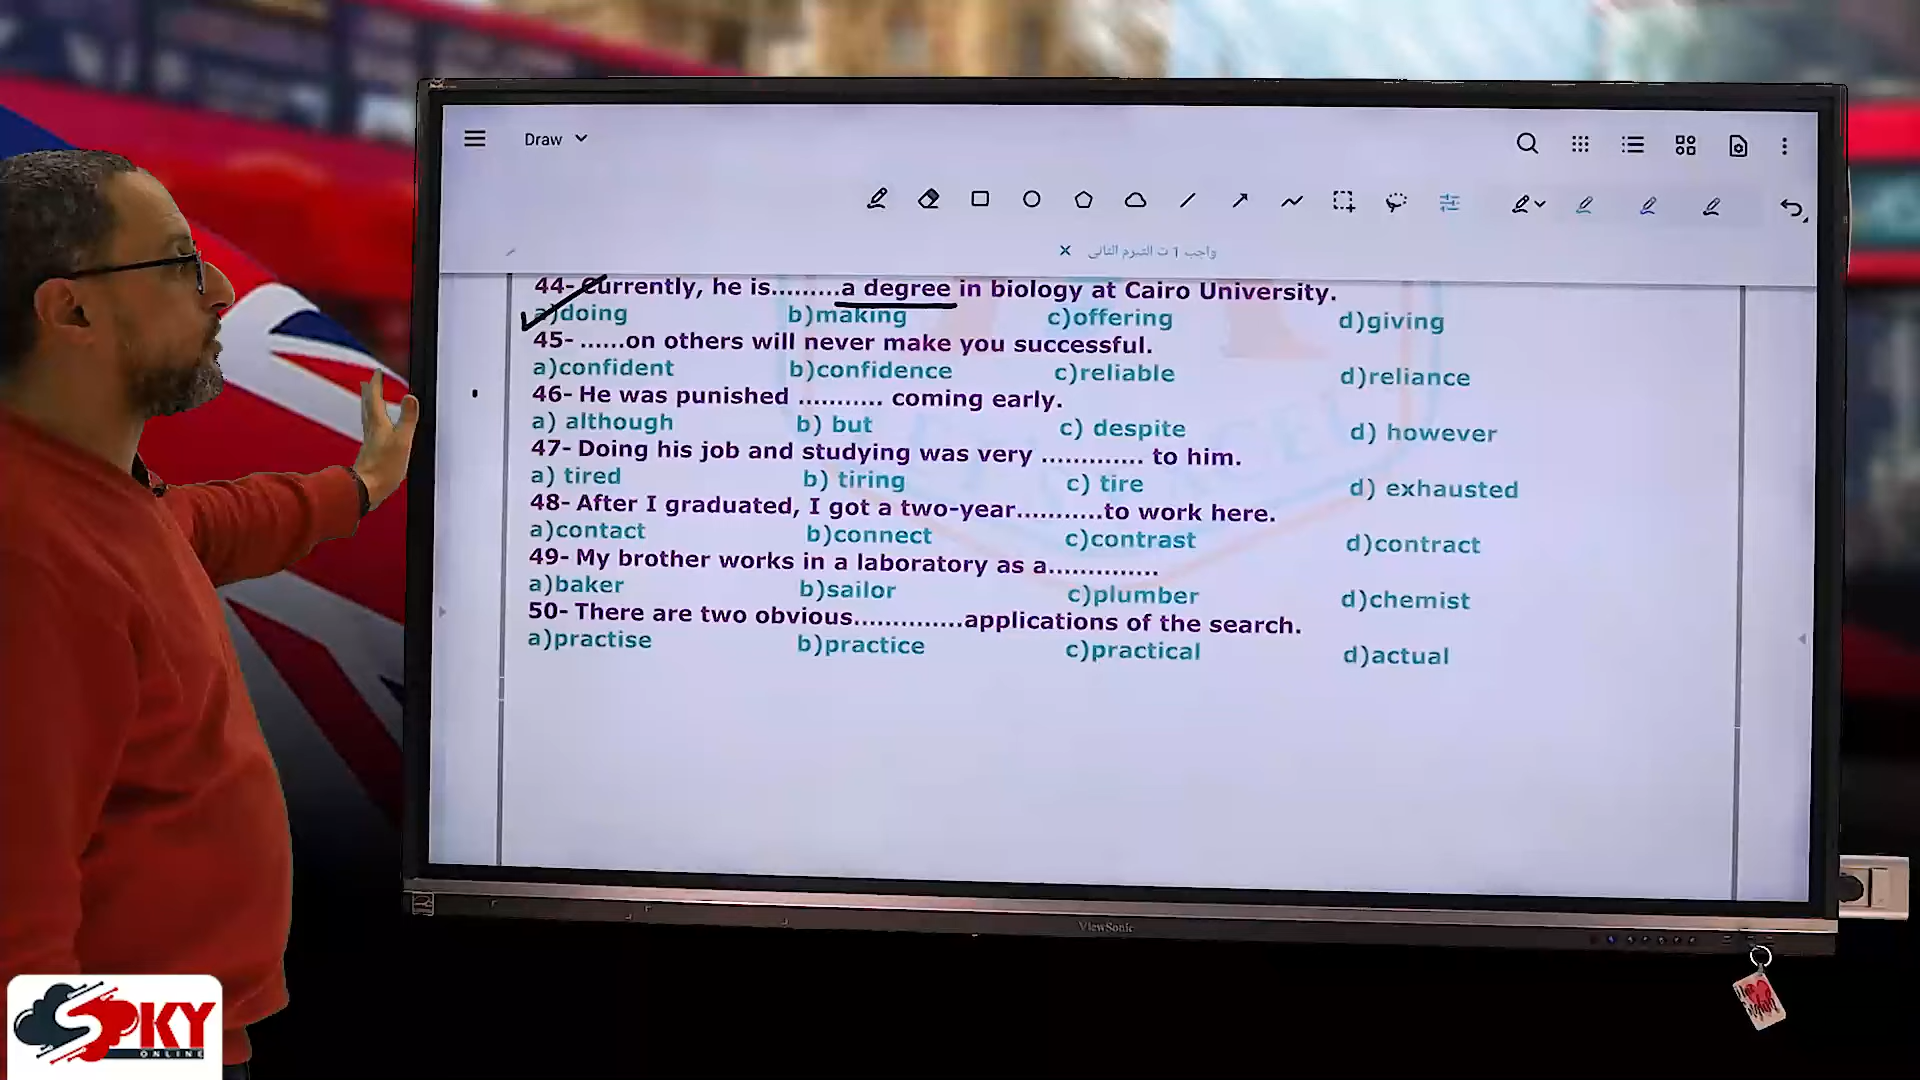 Draw
واجب 1 ت التيرم الثانى
44- Currently, he is.........a degree in biology at Cairo University.
a)doing b)making c)offering d)giving
45- ......on others will never make you successful.
a)confident b)confidence c)reliable d)reliance
46- He was punished ........... coming early.
a) although b) but c) despite d) however
47- Doing his job and studying was very ............. to him.
a) tired b) tiring c) tire d) exhausted
48- After I graduated, I got a two-year...........to work here.
a)contact b)connect c)contrast d)contract
49- My brother works in a laboratory as a..............
a)baker b)sailor c)plumber d)chemist
50- There are two obvious..............applications of the search.
a)practise b)practice c)practical d)actual
ViewSonic
SPKY
ONLINE